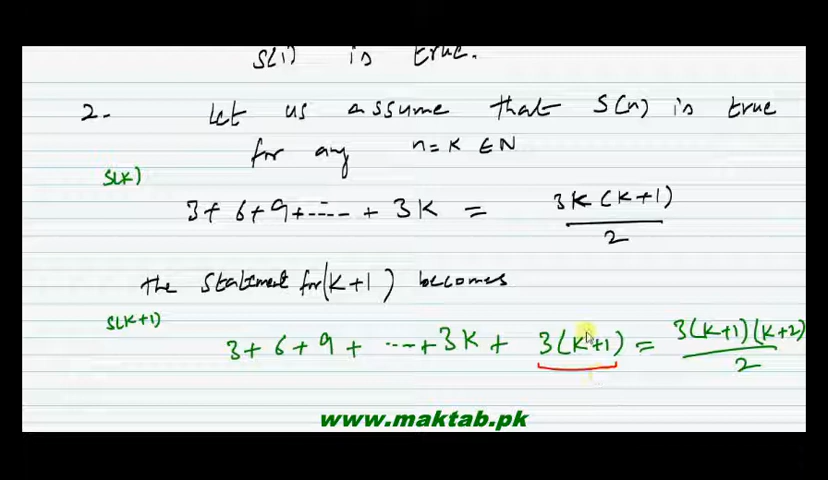 S(1) is true.
2. Let us assume that S(n) is true
for any n=K ∈ N
S(K)
3+6+9+......+3K = 3K(K+1)/2
the statement for (K+1) becomes
S(K+1)
3+6+9+...+3K+3(K+1) = 3(K+1)(K+2)/2
www.maktab.pk